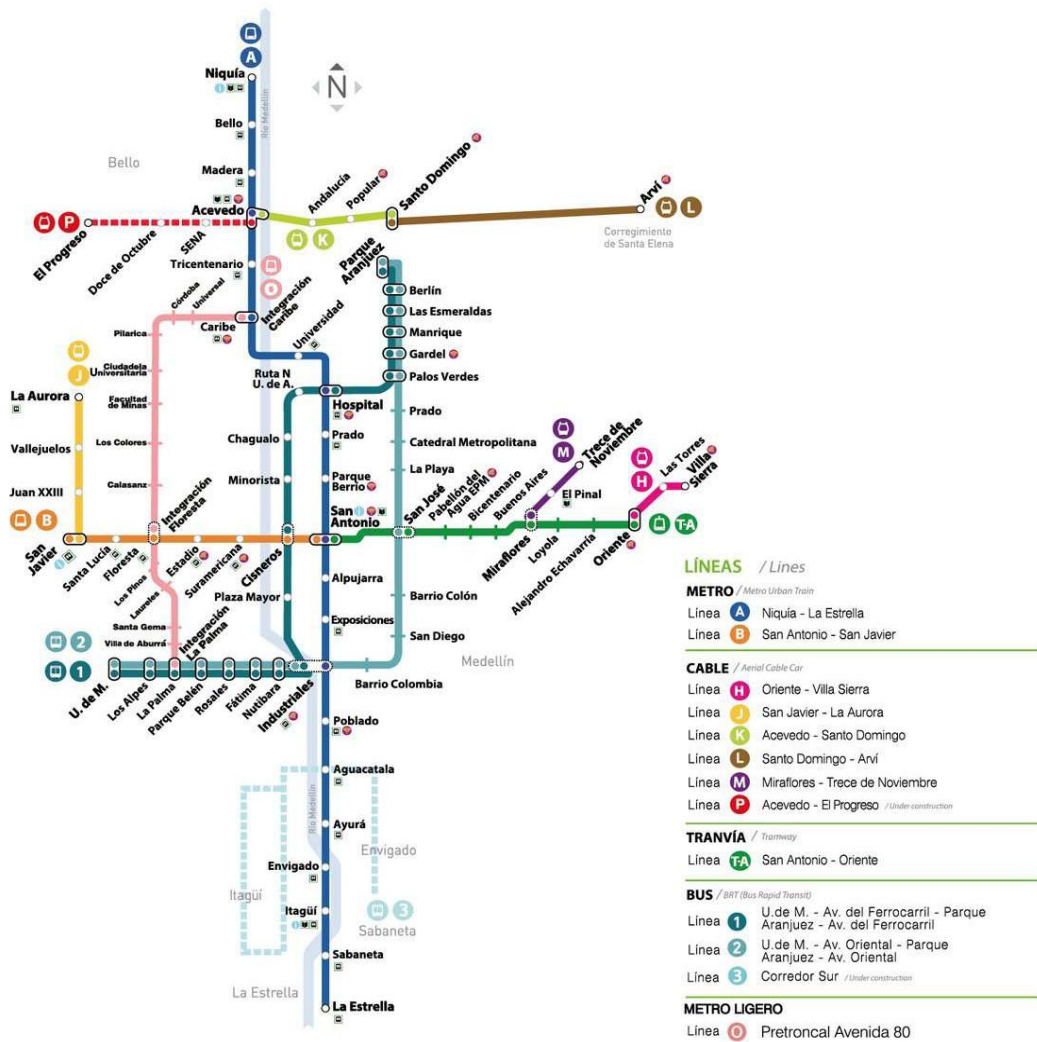 A
Niquía
Río Medellín
N
Bello
Bello
Madera
Acevedo
P
El Progreso
Doce de Octubre
SENA
Andalucía
Popular
Santo Domingo
K
Arví
L
Corregimiento
de Santa Elena
Tricentenario
O
Integración
Caribe
Córdoba
Universal
Caribe
Universidad
Parque
Aranjuez
Berlín
Las Esmeraldas
Manrique
Gardel
Palos Verdes
Pilarica
Ciudadela
Universitaria
Facultad
de Minas
Los Colores
Calasanz
J
La Aurora
Vallejuelos
Juan XXIII
B
San
Javier
Ruta N
U. de A.
Hospital
Chagualo
Prado
Minorista
Parque
Berrio
San
Antonio
Prado
Catedral Metropolitana
La Playa
San José
Pabellón del
Agua EPM
Bicentenario
Buenos Aires
M
Trece de
Noviembre
El Pinal
H
Las Torres
Villa
Sierra
T-A
Integración
Floresta
Santa Lucía
Floresta
Estadio
Suramericana
Cisneros
Miraflores
Loyola
Alejandro Echavarría
Oriente
Los Pinos
Laureles
Santa Gema
Villa de Aburrá
Integración
La Palma
Plaza Mayor
Alpujarra
Exposiciones
Barrio Colón
San Diego
Medellín
Barrio Colombia
2
1
U. de M.
Los Alpes
La Palma
Parque Belén
Rosales
Fátima
Nutibara
Industriales
Poblado
Aguacatala
Río Medellín
Ayurá
Envigado
Envigado
Itagüí
Itagüí
3
Sabaneta
Sabaneta
La Estrella
La Estrella
LÍNEAS / Lines
METRO / Metro Urban Train
Línea A Niquía - La Estrella
Línea B San Antonio - San Javier
CABLE / Aerial Cable Car
Línea H Oriente - Villa Sierra
Línea J San Javier - La Aurora
Línea K Acevedo - Santo Domingo
Línea L Santo Domingo - Arví
Línea M Miraflores - Trece de Noviembre
Línea P Acevedo - El Progreso / Under construction
TRANVÍA / Tramway
Línea T-A San Antonio - Oriente
BUS / BRT (Bus Rapid Transit)
Línea 1 U.de M. - Av. del Ferrocarril - Parque
Aranjuez - Av. del Ferrocarril
Línea 2 U.de M. - Av. Oriental - Parque
Aranjuez - Av. Oriental
Línea 3 Corredor Sur / Under construction
METRO LIGERO
Línea O Pretroncal Avenida 80